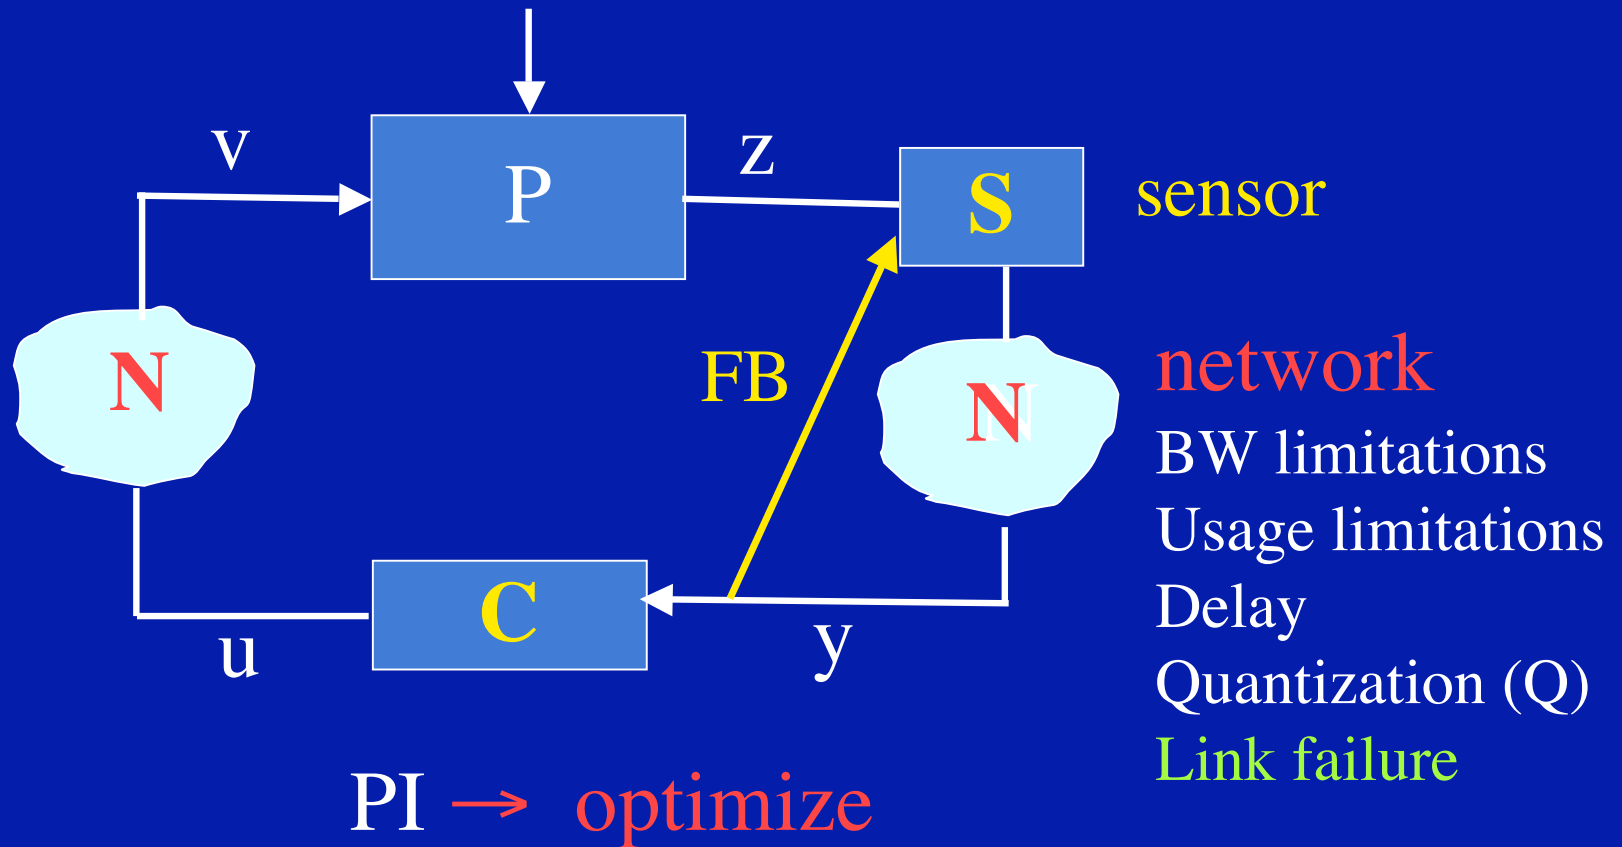 v
P
z
S
sensor
N
FB
N
network
BW limitations
Usage limitations
Delay
Quantization (Q)
Link failure
C
u
y
PI → optimize